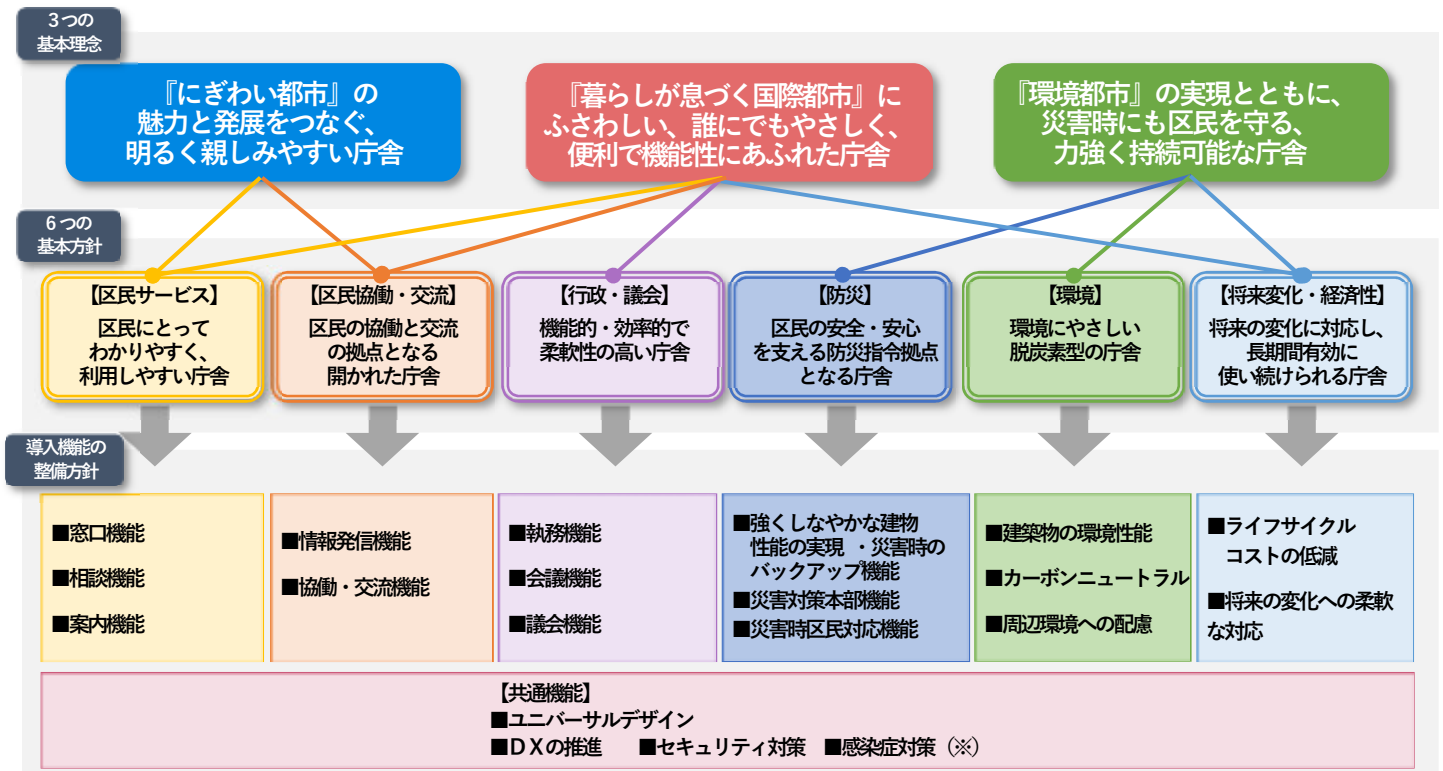 3つの
基本理念
『にぎわい都市』の
魅力と発展をつなぐ、
明るく親しみやすい庁舎
『暮らしが息づく国際都市』に
ふさわしい、誰にでもやさしく、
便利で機能性にあふれた庁舎
『環境都市』の実現とともに、
災害時にも区民を守る、
力強く持続可能な庁舎
6つの
基本方針
【区民サービス】
区民にとって
わかりやすく、
利用しやすい庁舎
【区民協働・交流】
区民の協働と交流
の拠点となる
開かれた庁舎
【行政・議会】
機能的・効率的で
柔軟性の高い庁舎
【防災】
区民の安全・安心
を支える防災指令拠点
となる庁舎
【環境】
環境にやさしい
脱炭素型の庁舎
【将来変化・経済性】
将来の変化に対応し、
長期間有効に
使い続けられる庁舎
導入機能の
整備方針
■窓口機能
■相談機能
■案内機能
■情報発信機能
■協働・交流機能
■執務機能
■会議機能
■議会機能
■強くしなやかな建物
性能の実現 ・災害時の
バックアップ機能
■災害対策本部機能
■災害時区民対応機能
■建築物の環境性能
■カーボンニュートラル
■周辺環境への配慮
■ライフサイクル
コストの低減
■将来の変化への柔軟
な対応
【共通機能】
■ユニバーサルデザイン
■DXの推進 ■セキュリティ対策 ■感染症対策（※）